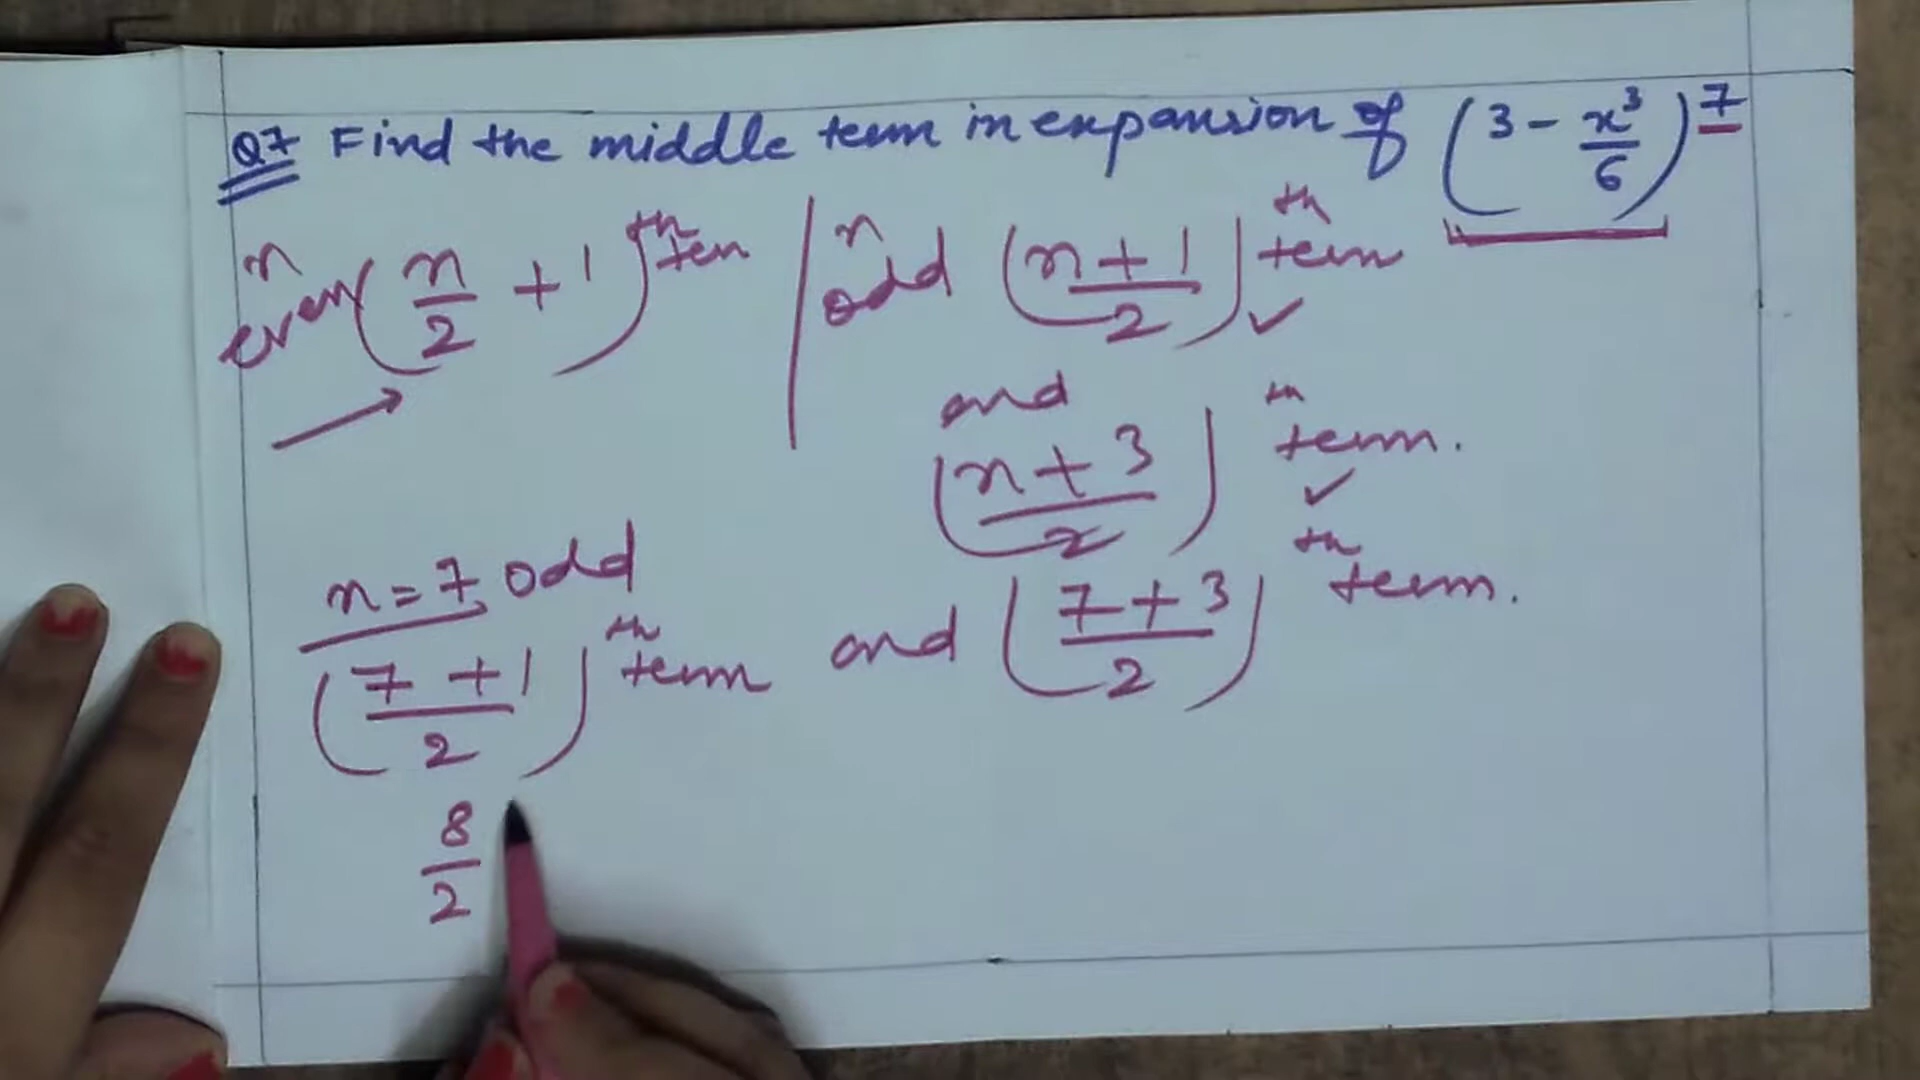 Q7 Find the middle term in expansion of (3 - x³/6)⁷
n even (n/2 + 1)th ten | n odd (n+1/2)th term ✓
and
(n+3/2)th term. ✓
n = 7 odd
(7+1/2)th term and (7+3/2)th term.
8/2